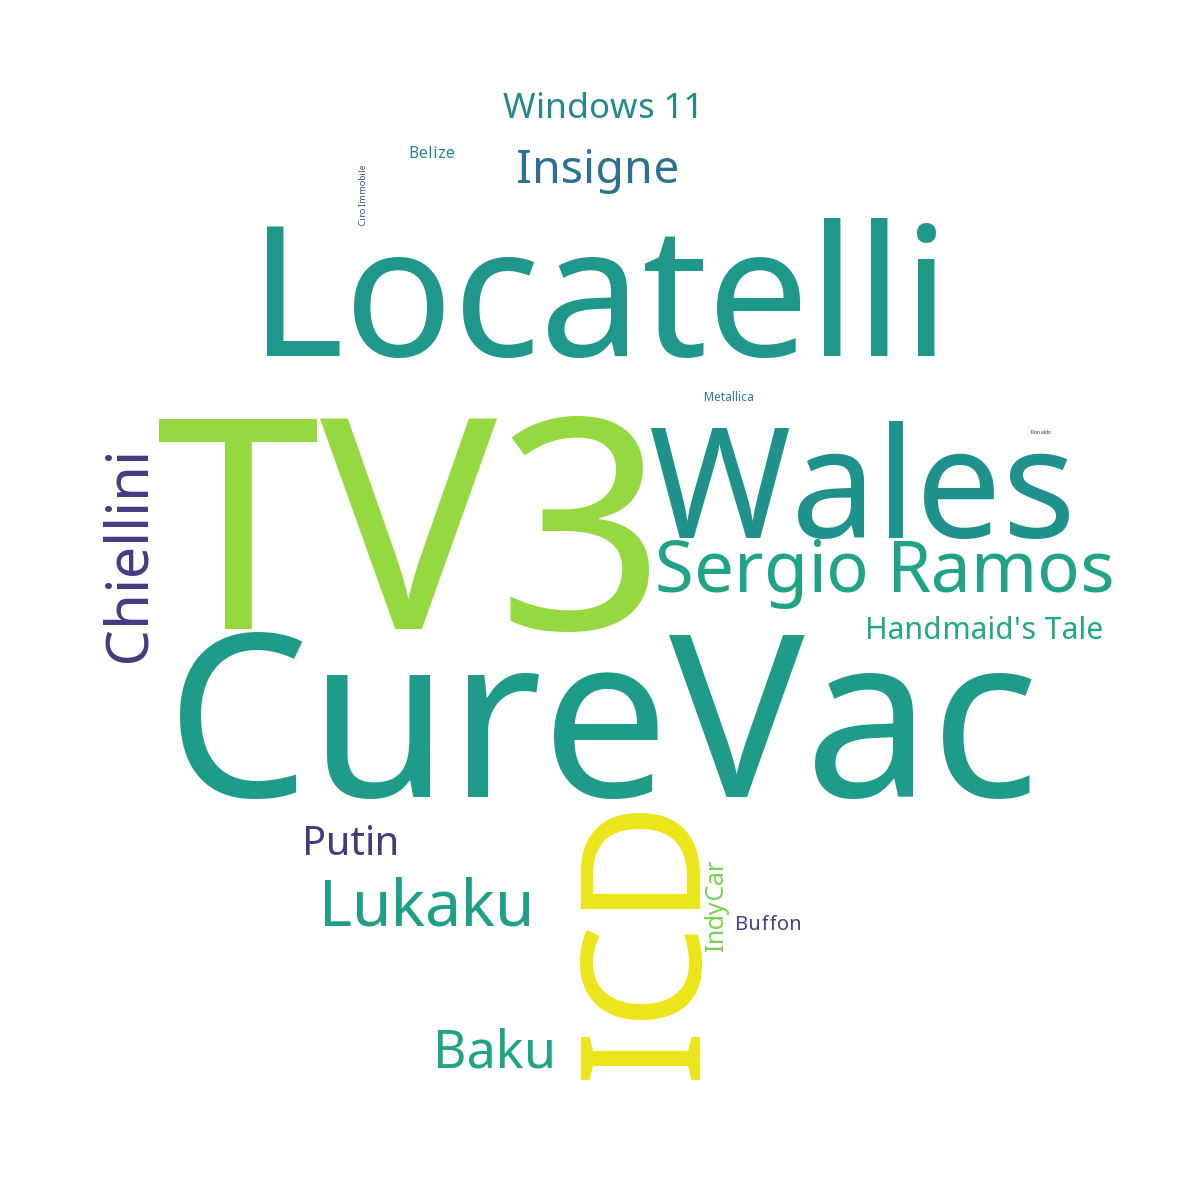 Windows 11
Belize
Insigne
Ciro Immobile
Locatelli
Metallica
TV3
Wales
Ronaldo
Chiellini
Sergio Ramos
Handmaid's Tale
CureVac
Putin
ICD
IndyCar
Lukaku
Buffon
Baku